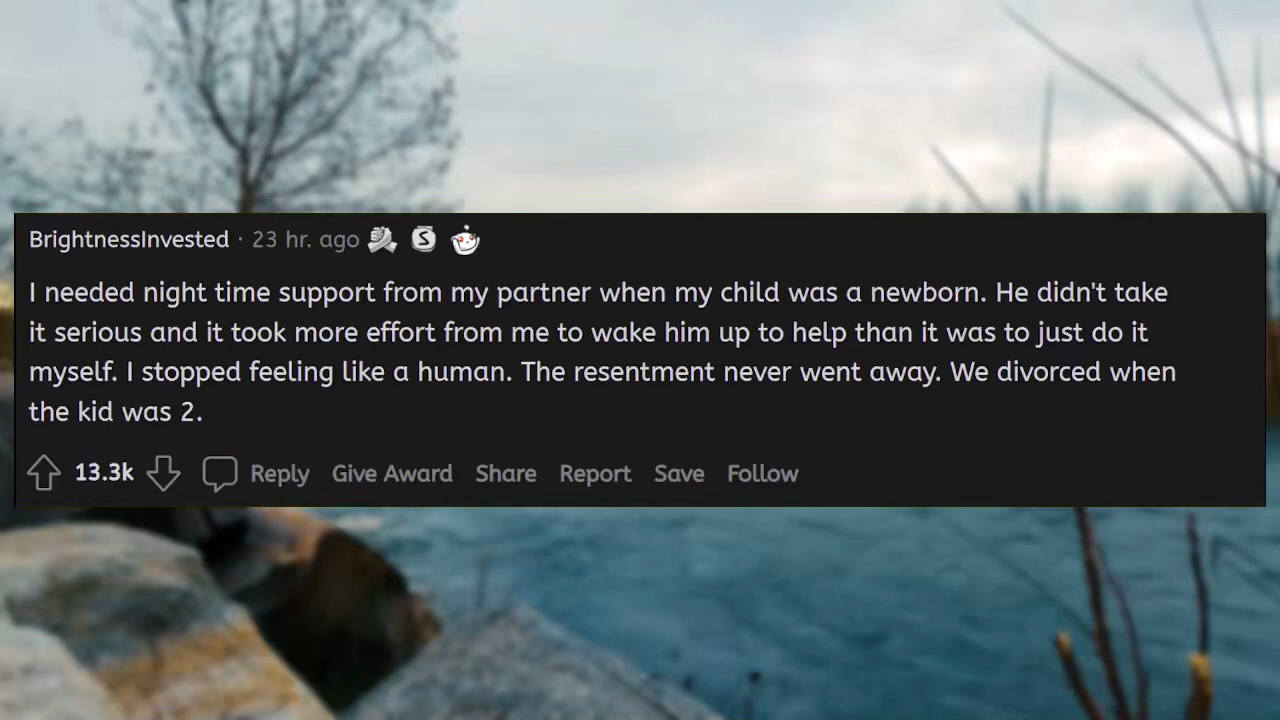 BrightnessInvested · 23 hr. ago
I needed night time support from my partner when my child was a newborn. He didn't take
it serious and it took more effort from me to wake him up to help than it was to just do it
myself. I stopped feeling like a human. The resentment never went away. We divorced when
the kid was 2.
13.3k Reply Give Award Share Report Save Follow